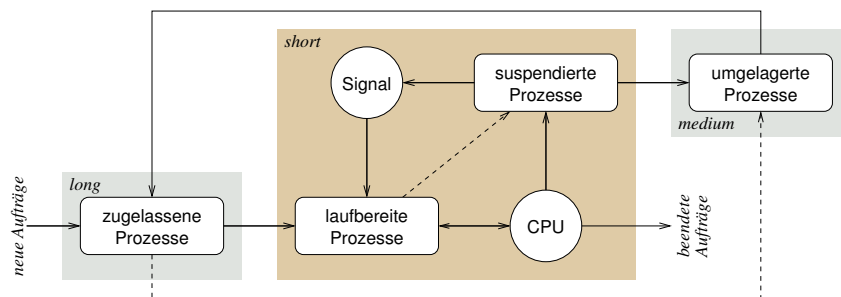 short
Signal
suspendierte
Prozesse
umgelagerte
Prozesse
medium
long
neue Aufträge
zugelassene
Prozesse
laufbereite
Prozesse
CPU
beendete
Aufträge